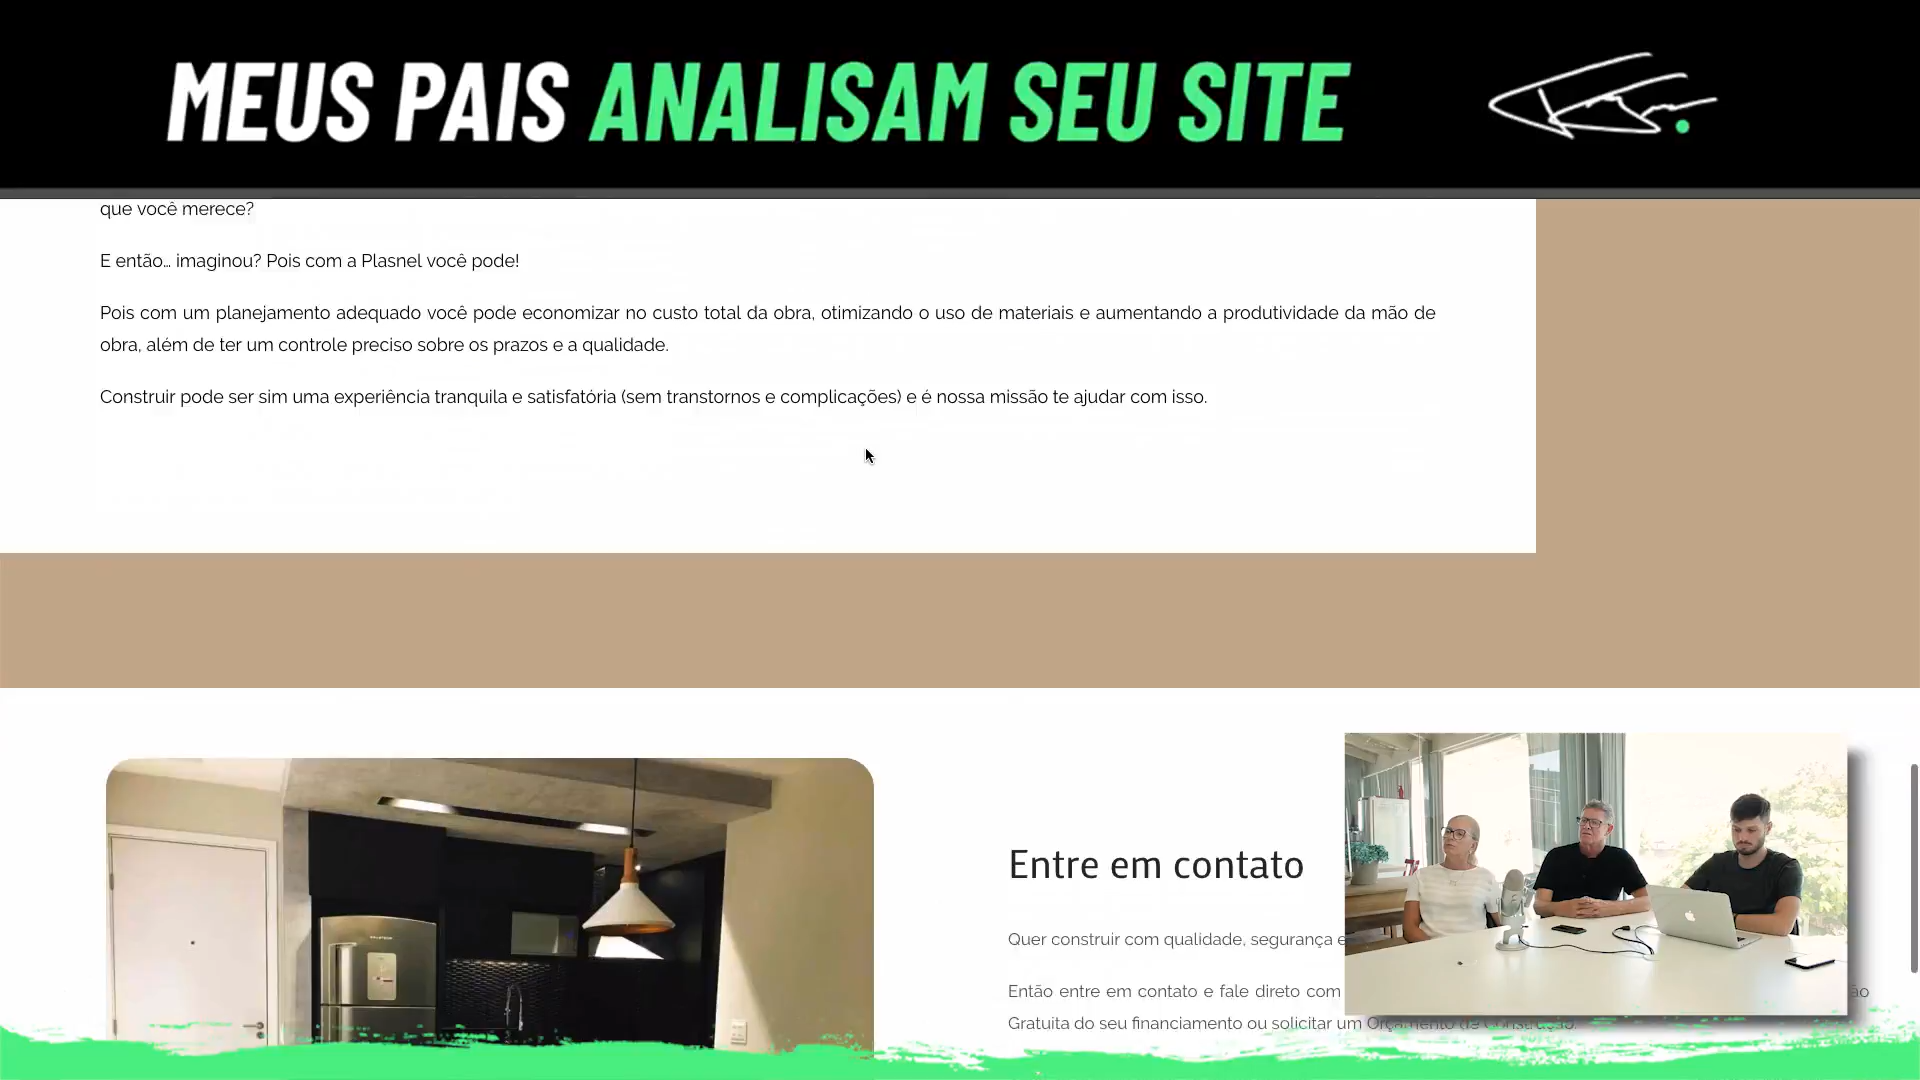 MEUS PAIS ANALISAM SEU SITE
que você merece?
E então... imaginou? Pois com a Plasnel você pode!
Pois com um planejamento adequado você pode economizar no custo total da obra, otimizando o uso de materiais e aumentando a produtividade da mão de
obra, além de ter um controle preciso sobre os prazos e a qualidade.
Construir pode ser sim uma experiência tranquila e satisfatória (sem transtornos e complicações) e é nossa missão te ajudar com isso.
Entre em contato
Quer construir com qualidade, segurança e
Então entre em contato e fale direto com
Gratuita do seu financiamento ou solicitar um Orçamento de Construção.